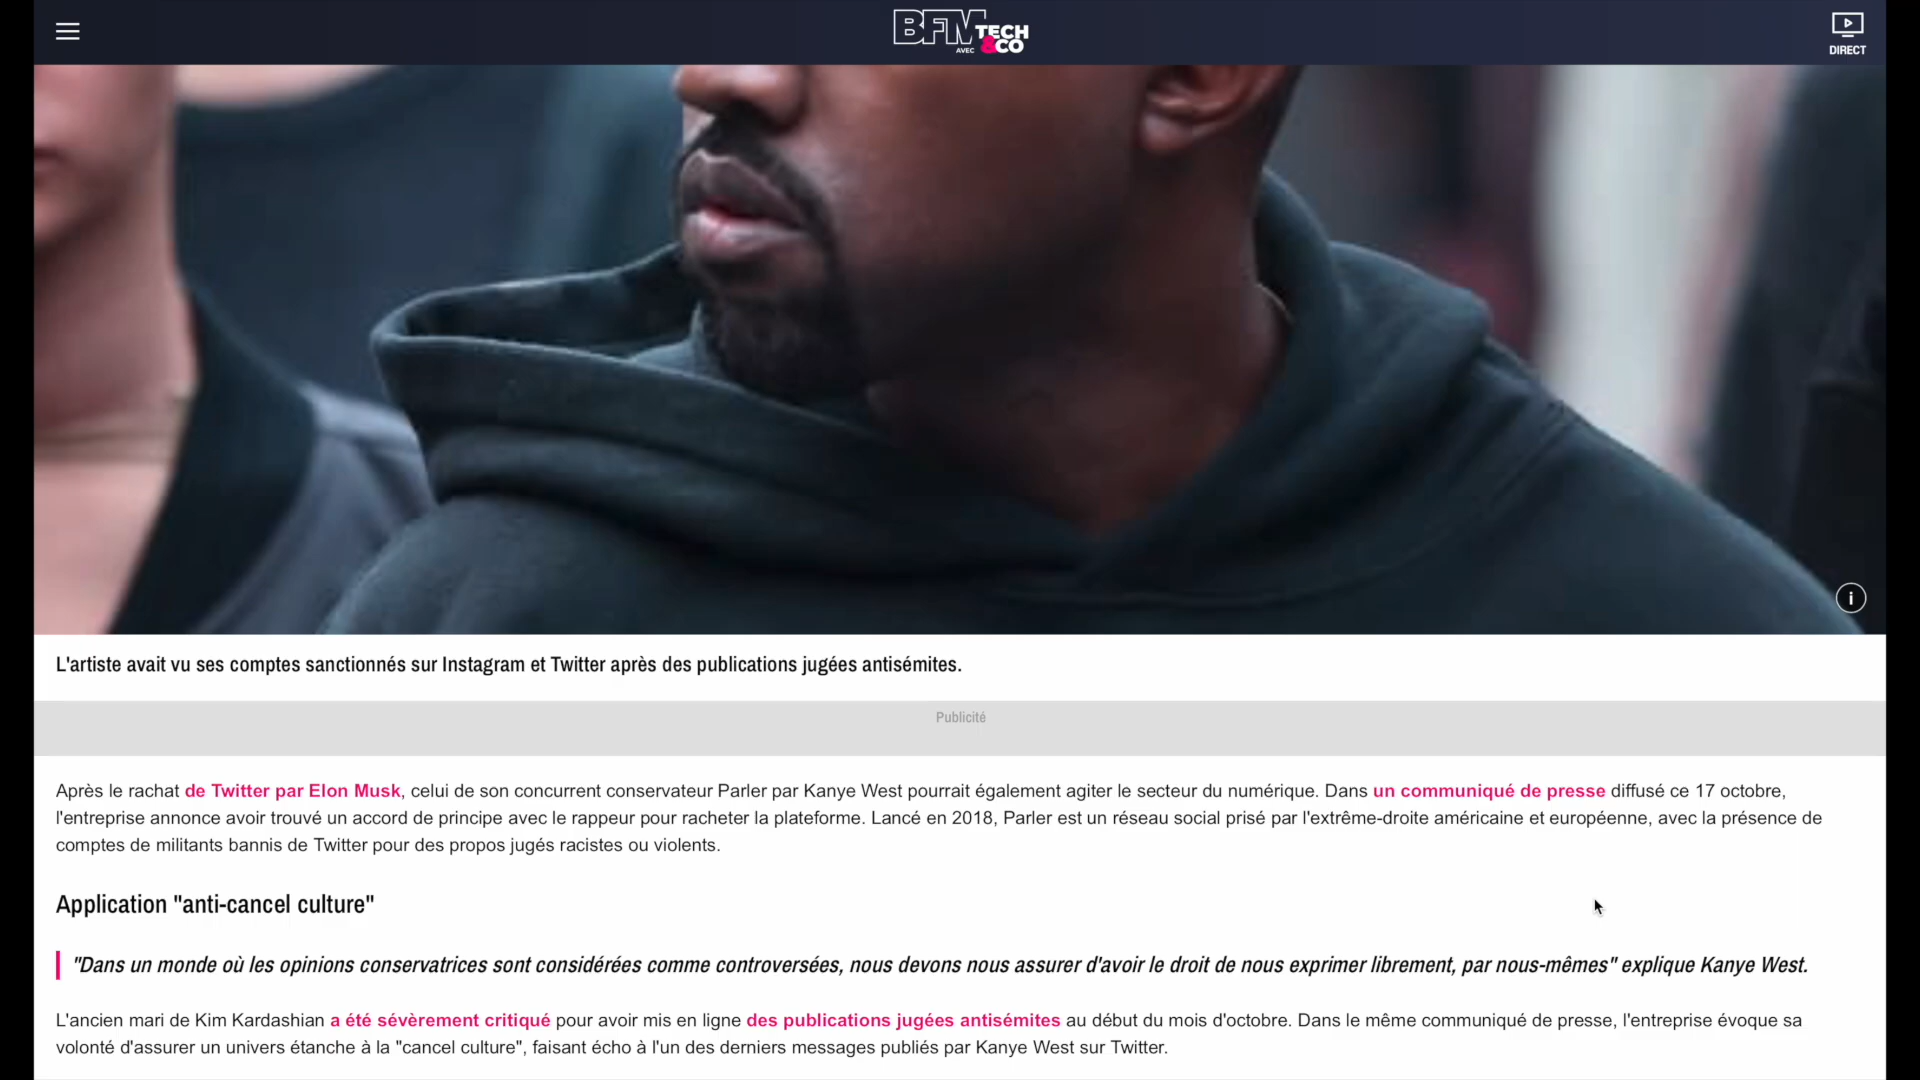 BFM TECH
AVEC &CO
DIRECT
i
L'artiste avait vu ses comptes sanctionnés sur Instagram et Twitter après des publications jugées antisémites.
Publicité
Après le rachat de Twitter par Elon Musk, celui de son concurrent conservateur Parler par Kanye West pourrait également agiter le secteur du numérique. Dans un communiqué de presse diffusé ce 17 octobre,
l'entreprise annonce avoir trouvé un accord de principe avec le rappeur pour racheter la plateforme. Lancé en 2018, Parler est un réseau social prisé par l'extrême-droite américaine et européenne, avec la présence de
comptes de militants bannis de Twitter pour des propos jugés racistes ou violents.
Application "anti-cancel culture"
"Dans un monde où les opinions conservatrices sont considérées comme controversées, nous devons nous assurer d'avoir le droit de nous exprimer librement, par nous-mêmes" explique Kanye West.
L'ancien mari de Kim Kardashian a été sévèrement critiqué pour avoir mis en ligne des publications jugées antisémites au début du mois d'octobre. Dans le même communiqué de presse, l'entreprise évoque sa
volonté d'assurer un univers étanche à la "cancel culture", faisant écho à l'un des derniers messages publiés par Kanye West sur Twitter.